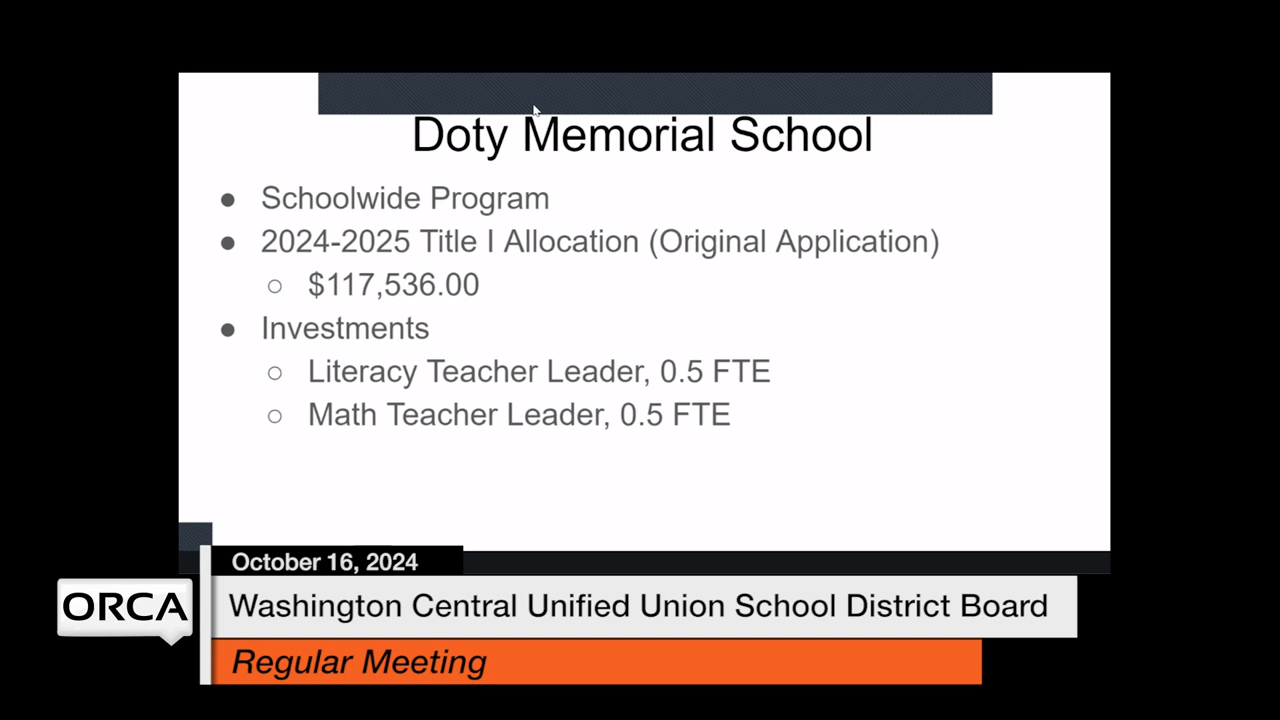 Doty Memorial School
● Schoolwide Program
● 2024-2025 Title I Allocation (Original Application)
○ $117,536.00
● Investments
○ Literacy Teacher Leader, 0.5 FTE
○ Math Teacher Leader, 0.5 FTE
October 16, 2024
ORCA
Washington Central Unified Union School District Board
Regular Meeting